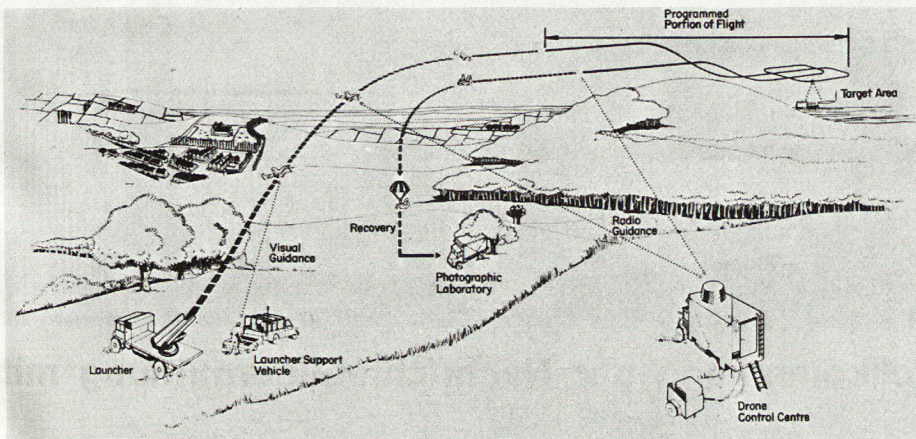 Programmed
Portion of Flight
Target Area
Recovery
Radio
Guidance
Visual
Guidance
Photographic
Laboratory
Launcher
Launcher Support
Vehicle
Drone
Control Centre